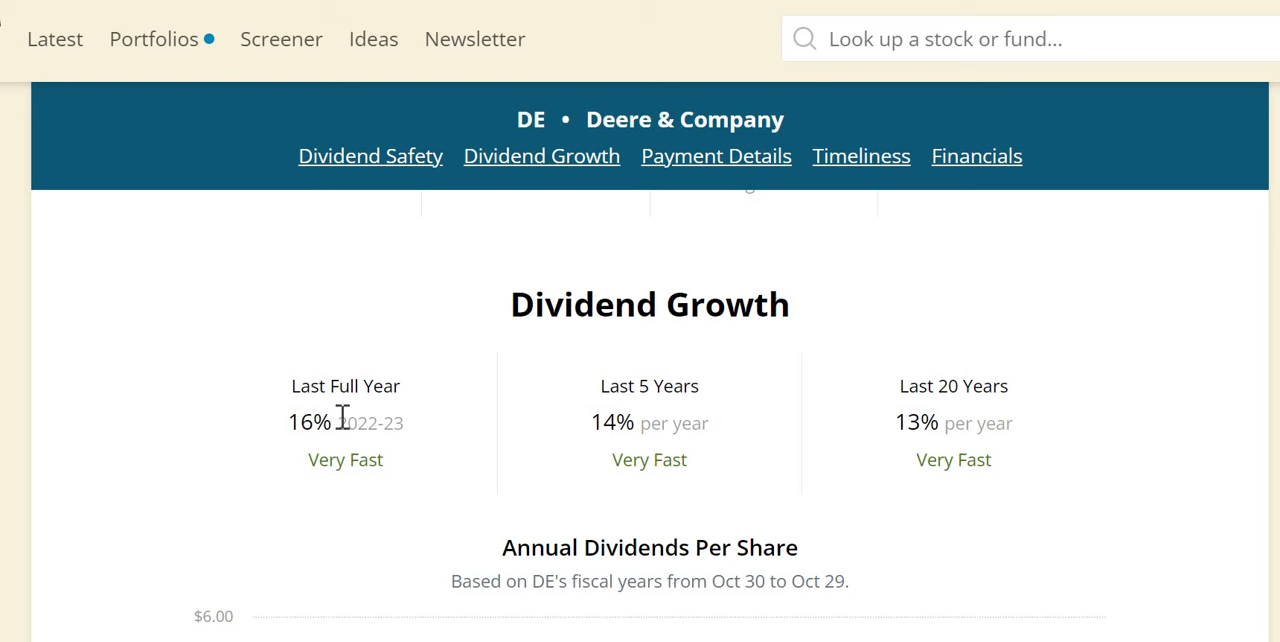 Latest Portfolios Screener Ideas Newsletter Look up a stock or fund...
DE • Deere & Company
Dividend Safety Dividend Growth Payment Details Timeliness Financials
Dividend Growth
Last Full Year Last 5 Years Last 20 Years
16% 2022-23 14% per year 13% per year
Very Fast Very Fast Very Fast
Annual Dividends Per Share
Based on DE's fiscal years from Oct 30 to Oct 29.
$6.00